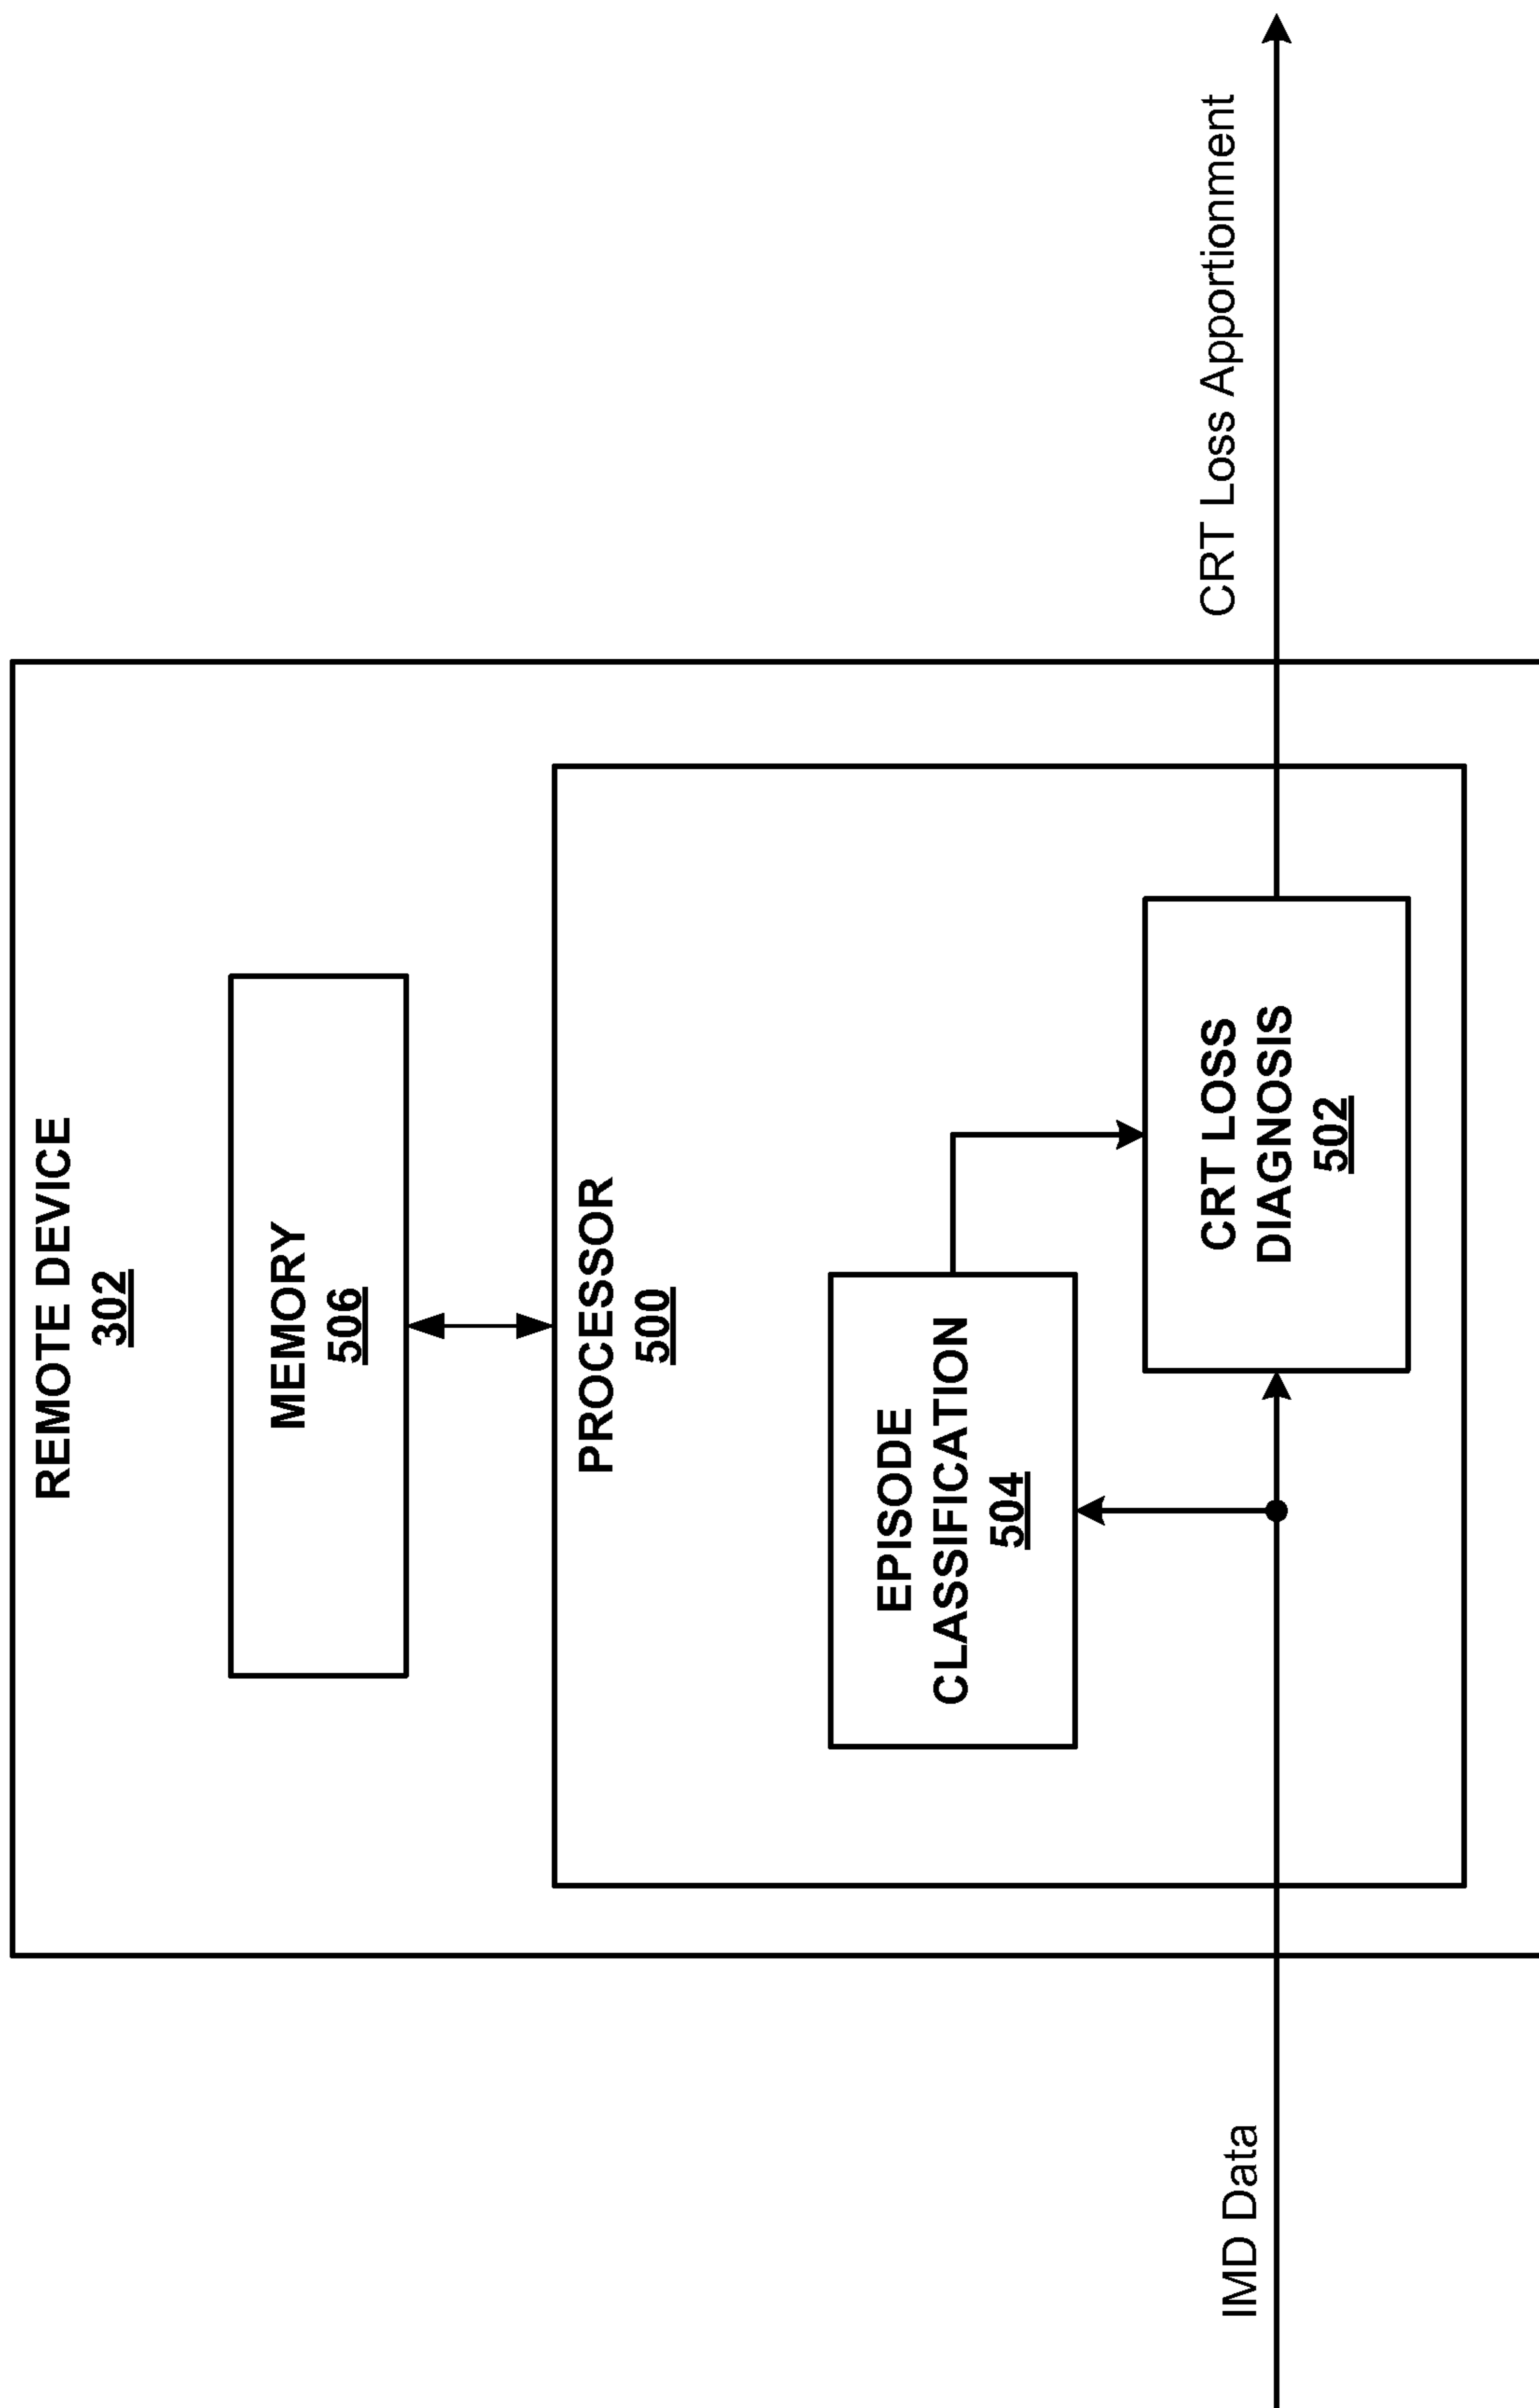 REMOTE DEVICE
302
MEMORY
506
PROCESSOR
500
EPISODE
CLASSIFICATION
504
CRT LOSS
DIAGNOSIS
502
IMD Data
CRT Loss Apportionment